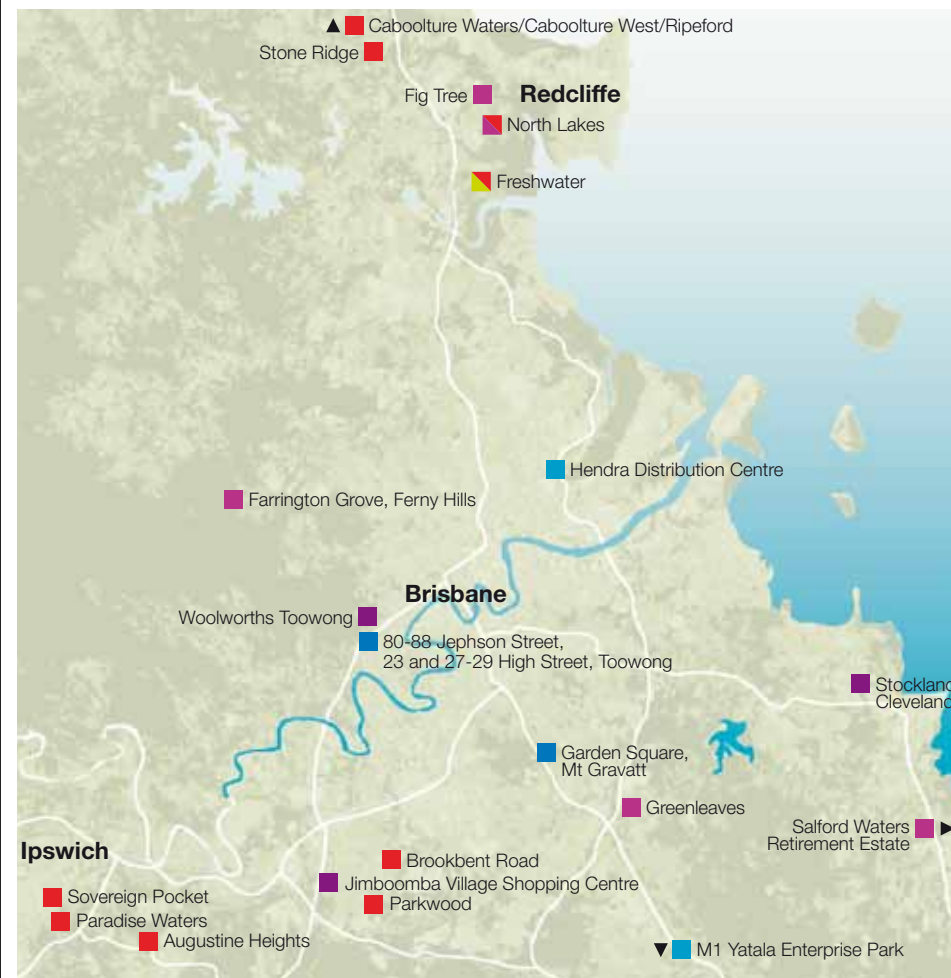 Caboolture Waters/Caboolture West/Ripeford
Stone Ridge
Fig Tree
Redcliffe
North Lakes
Freshwater
Hendra Distribution Centre
Farrington Grove, Ferny Hills
Brisbane
Woolworths Toowong
80-88 Jephson Street,
23 and 27-29 High Street, Toowong
Stockland
Cleveland
Garden Square,
Mt Gravatt
Greenleaves
Salford Waters
Retirement Estate
Ipswich
Brookbent Road
Jimboomba Village Shopping Centre
Sovereign Pocket
Parkwood
Paradise Waters
Augustine Heights
M1 Yatala Enterprise Park